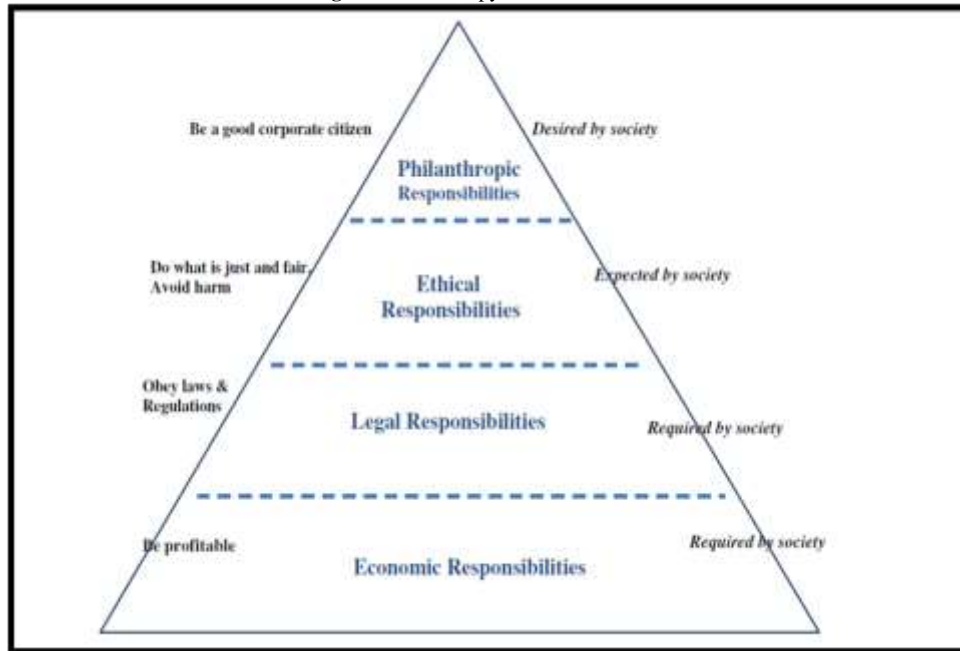 Be a good corporate citizen
Desired by society
Philanthropic
Responsibilities
Do what is just and fair,
Avoid harm
Expected by society
Ethical
Responsibilities
Obey laws &
Regulations
Legal Responsibilities
Required by society
Be profitable
Required by society
Economic Responsibilities